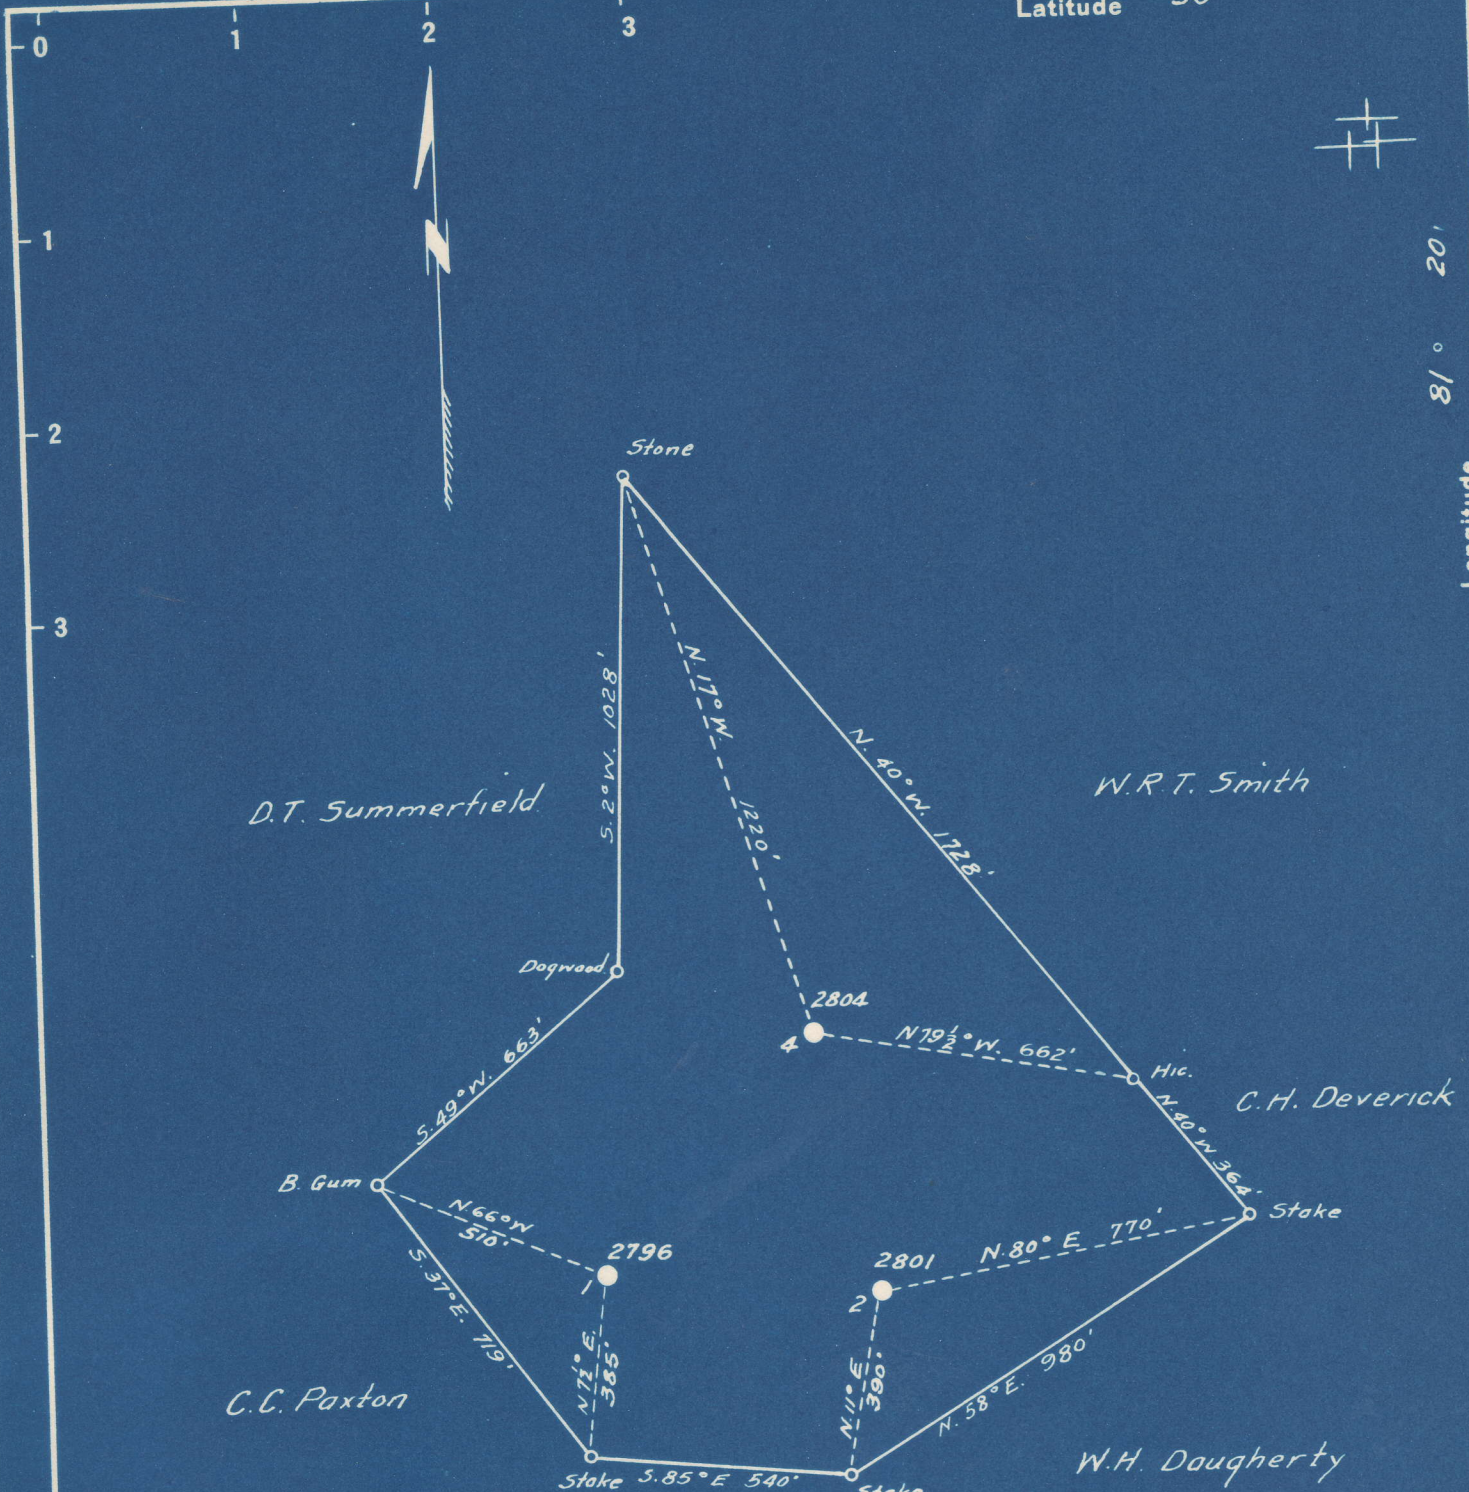 Latitude
0
1
2
3
1
2
3
N
81° 20'
Longitude
Stone
S. 2° W. 1028'
N. 17° W.
1220'
N. 40° W. 1728'
D.T. Summerfield
W.R.T. Smith
Dogwood
2804
4
N 79½° W. 662'
Hic.
C.H. Deverick
N. 40° W 364'
S. 49° W. 663'
B. Gum
N. 66° W
510'
Stake
N. 80° E 770'
2796
1
2801
2
S. 37° E. 719'
N 7½° E.
385'
N. 11° E
390'
N. 58° E. 980'
C.C. Paxton
W.H. Daugherty
Stake S. 85° E 540'
Stake